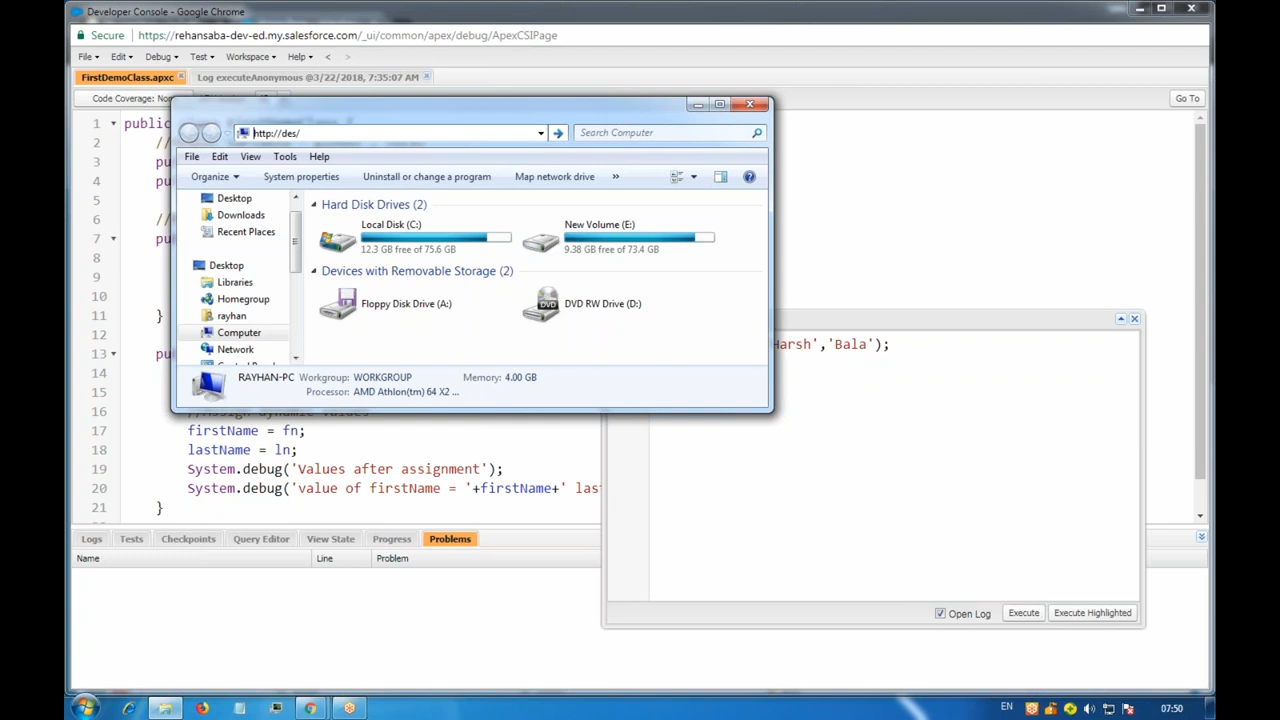 Developer Console - Google Chrome
Secure https://rehansaba-dev-ed.my.salesforce.com/_ui/common/apex/debug/ApexCSIPage
File Edit Debug Test Workspace Help < >
FirstDemoClass.apxc Log executeAnonymous @3/22/2018, 7:35:07 AM
Code Coverage: Go To
http://des/ Search Computer
File Edit View Tools Help
Organize System properties Uninstall or change a program Map network drive »
Desktop
Downloads
Recent Places
Desktop
Libraries
Homegroup
rayhan
Computer
Network
Hard Disk Drives (2)
Local Disk (C:)
12.3 GB free of 75.6 GB
New Volume (E:)
9.38 GB free of 73.4 GB
Devices with Removable Storage (2)
Floppy Disk Drive (A:)
DVD RW Drive (D:)
RAYHAN-PC Workgroup: WORKGROUP Memory: 4.00 GB
Processor: AMD Athlon(tm) 64 X2 ...
1 public
2 //
3 pu
4 pu
5
6 //
7 pu
8
9
10
11 }
12
13 pu
14
15
16 //Assign dynamic values
17 firstName = fn;
18 lastName = ln;
19 System.debug('Values after assignment');
20 System.debug('value of firstName = '+firstName+' las
21 }
Harsh','Bala');
Open Log Execute Execute Highlighted
Logs Tests Checkpoints Query Editor View State Progress Problems
Name Line Problem
EN 07:50